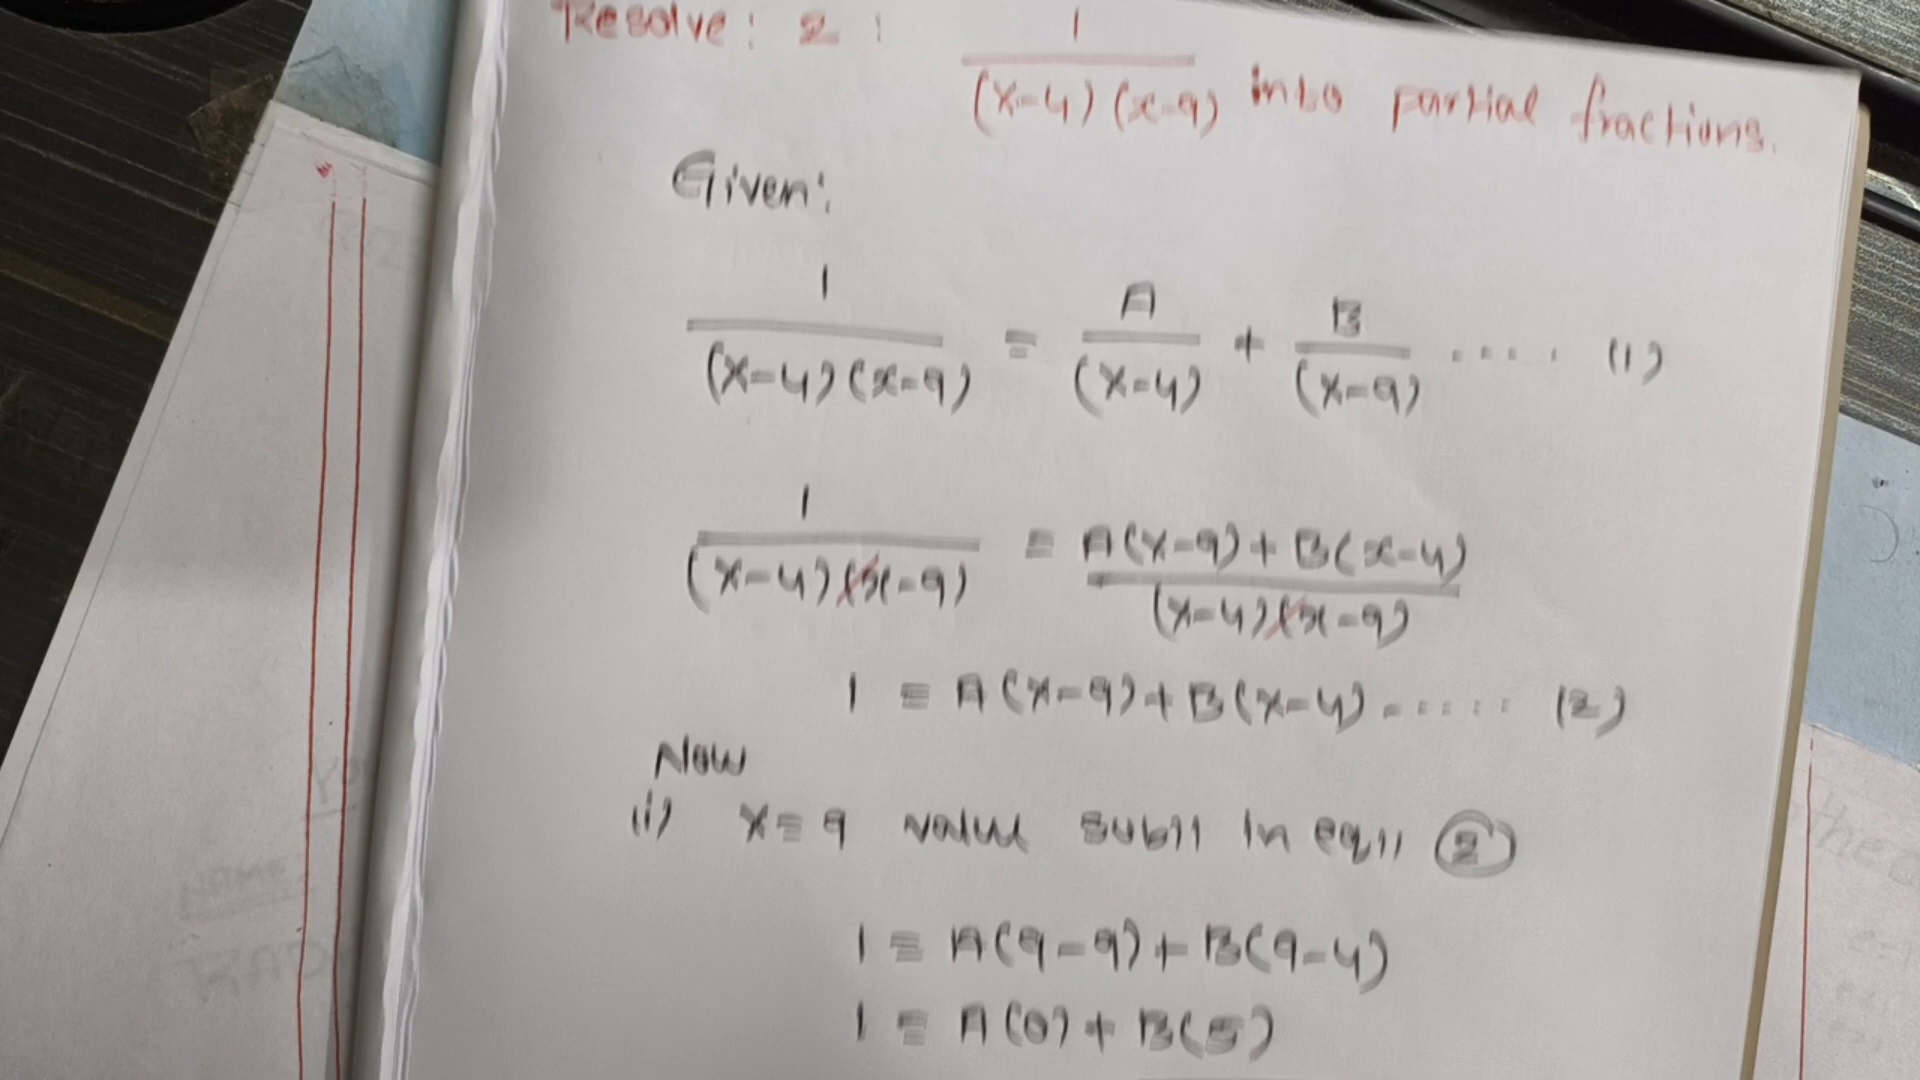 Resolve: 2: 1/(x-4)(x-9) into partial fractions.
Given:
1/(x-4)(x-9) = A/(x-4) + B/(x-9) ..... (1)
1/(x-4)(x-9) = A(x-9)+B(x-4)/(x-4)(x-9)
1 = A(x-9)+B(x-4)...... (2)
Now
(i) x=9 value sub11 in eq11 (2)
1 = A(9-9)+B(9-4)
1 = A(0)+B(5)